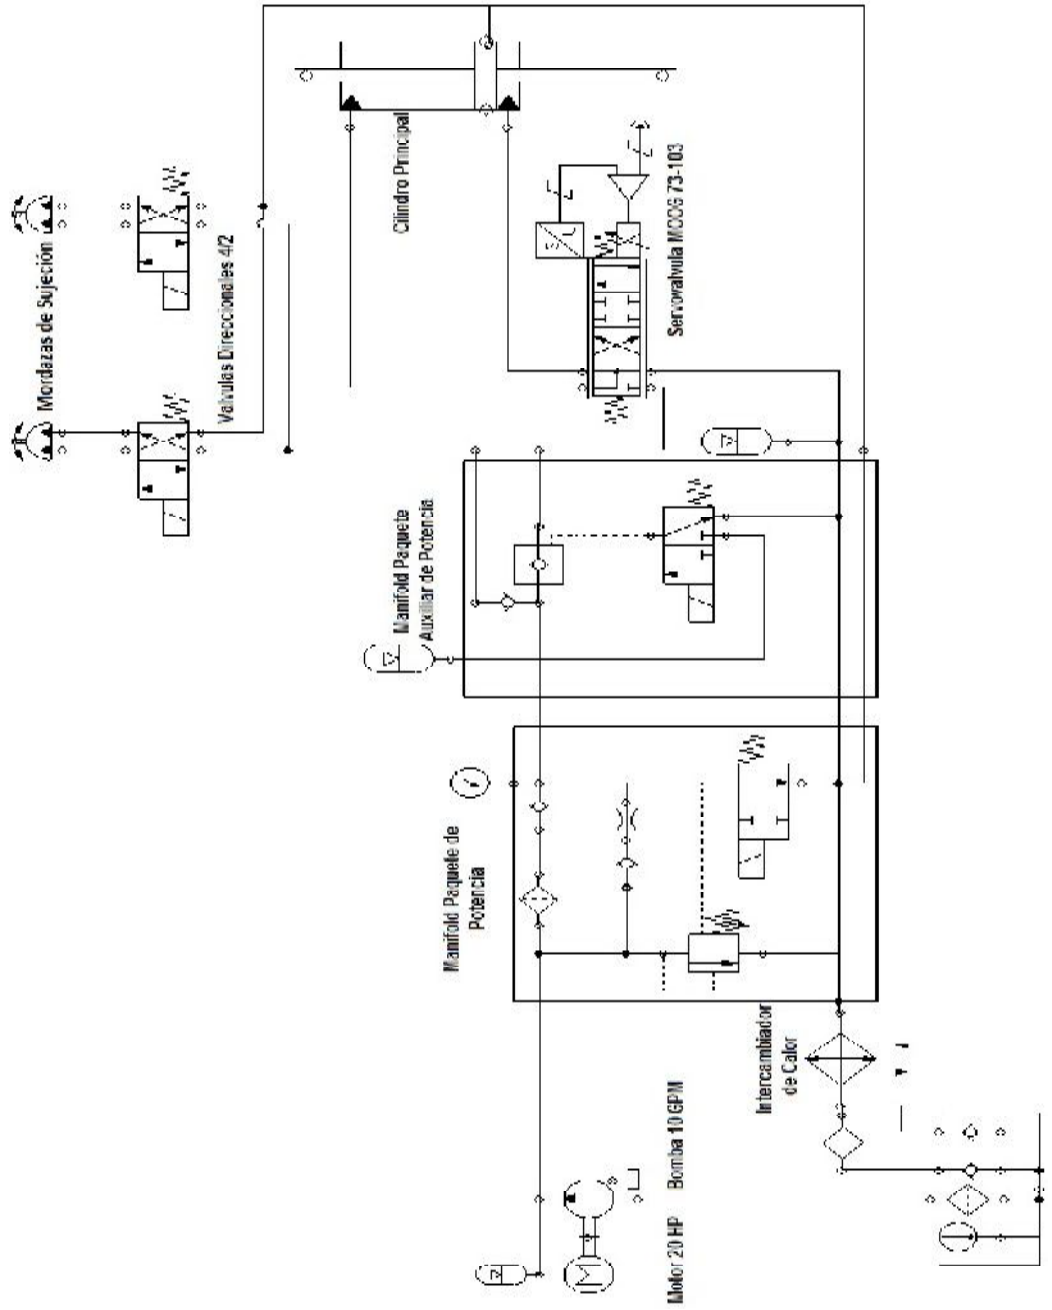 Mordazas de Sujeción
Valvulas Direccionales 4/2
Cilindro Principal
Servovalvula MOOG 73-103
Manifold Paquete
Auxiliar de Potencia
Manifold Paquete de
Potencia
Intercambiador
de Calor
Motor 20 HP
Bomba 10 GPM
M